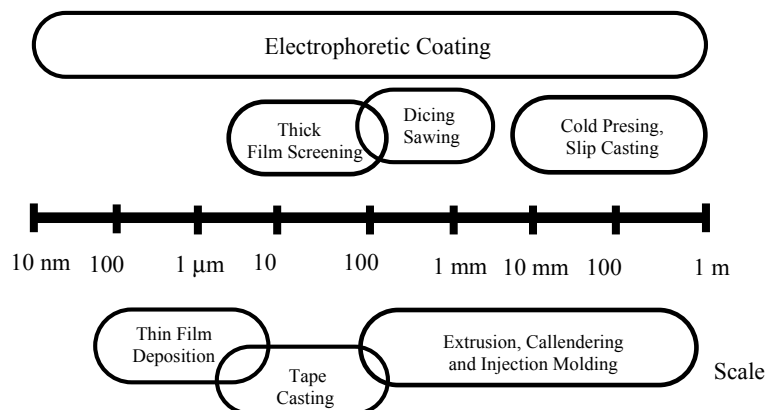 Electrophoretic Coating
Thick
Film Screening
Dicing
Sawing
Cold Presing,
Slip Casting
10 nm 100 1 μm 10 100 1 mm 10 mm 100 1 m
Thin Film
Deposition
Tape
Casting
Extrusion, Callendering
and Injection Molding
Scale